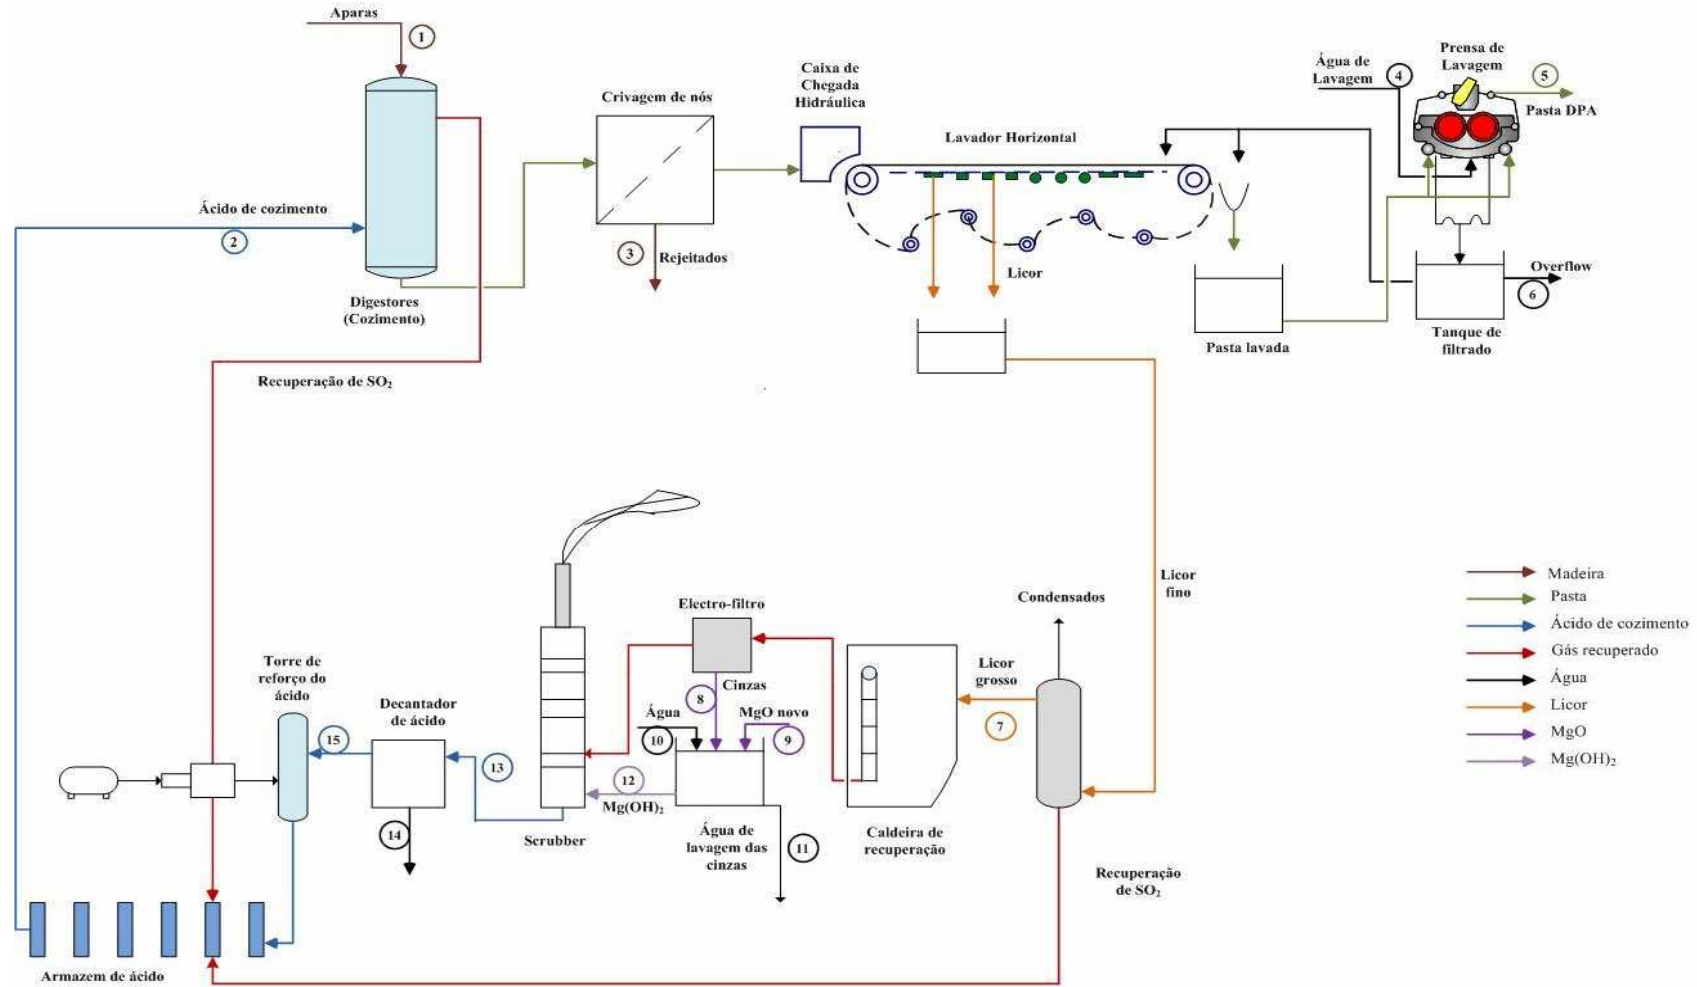 Aparas
1
Crivagem de nós
Caixa de
Chegada
Hidráulica
Lavador Horizontal
Água de
Lavagem
4
Prensa de
Lavagem
5
Pasta DPA
Ácido de cozimento
2
3
Rejeitados
Licor
Digestores
(Cozimento)
Overflow
6
Pasta lavada
Tanque de
filtrado
Recuperação de SO₂
Licor
fino
Madeira
Pasta
Ácido de cozimento
Gás recuperado
Água
Licor
MgO
Mg(OH)₂
Condensados
Electro-filtro
Torre de
reforço do
ácido
Decantador
de ácido
Licor
grosso
7
Cinzas
8
Água
10
MgO novo
9
15
13
12
Mg(OH)₂
14
Scrubber
Água de
lavagem das
cinzas
11
Caldeira de
recuperação
Recuperação
de SO₂
Armazem de ácido